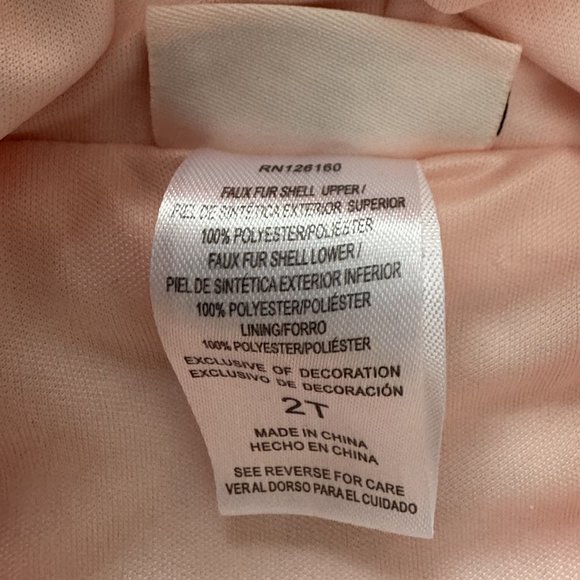 RN126160
FAUX FUR SHELL UPPER/
PIEL DE SINTÉTICA EXTERIOR SUPERIOR
100% POLYESTER/POLIÉSTER
FAUX FUR SHELL LOWER/
PIEL DE SINTÉTICA EXTERIOR INFERIOR
100% POLYESTER/POLIÉSTER
LINING/FORRO
100% POLYESTER/POLIÉSTER
EXCLUSIVE OF DECORATION
EXCLUSIVO DE DECORACIÓN
2T
MADE IN CHINA
HECHO EN CHINA
SEE REVERSE FOR CARE
VER AL DORSO PARA EL CUIDADO